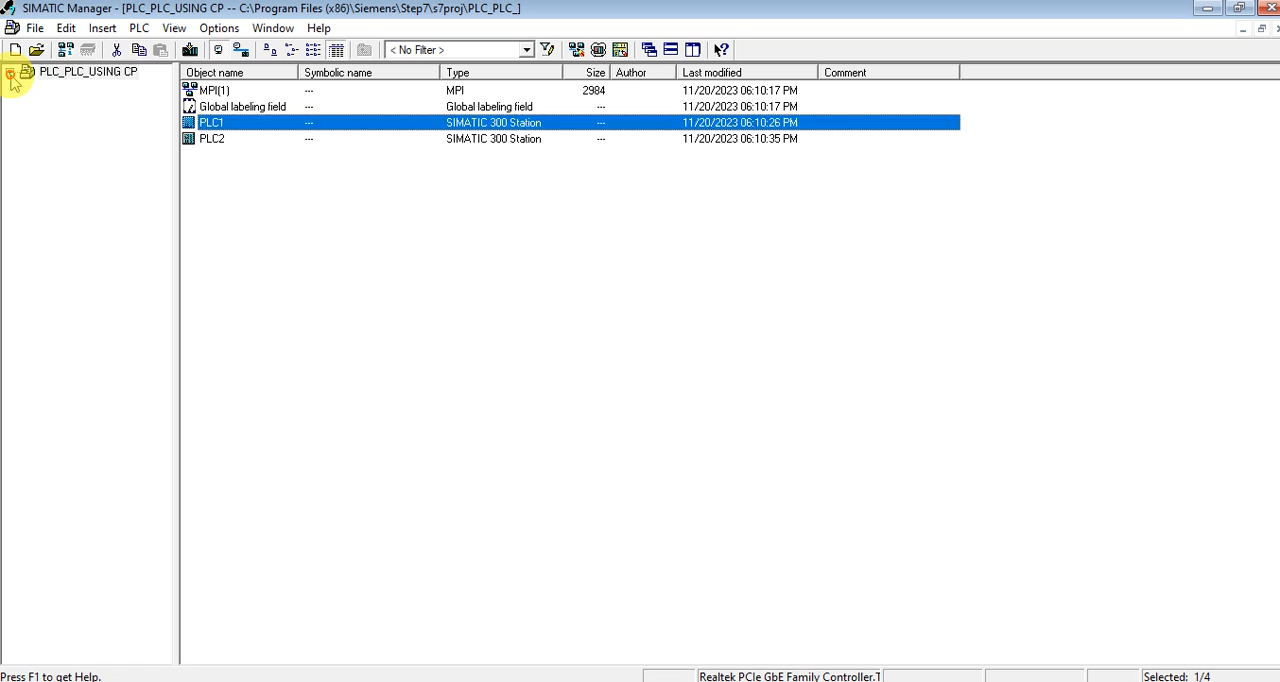 SIMATIC Manager - [PLC_PLC_USING CP -- C:\Program Files (x86)\Siemens\Step7\s7proj\PLC_PLC_]
File Edit Insert PLC View Options Window Help
< No Filter >
PLC_PLC_USING CP
Object name Symbolic name Type Size Author Last modified Comment
MPI(1) --- MPI 2984 11/20/2023 06:10:17 PM
Global labeling field --- Global labeling field --- 11/20/2023 06:10:17 PM
PLC1 --- SIMATIC 300 Station --- 11/20/2023 06:10:26 PM
PLC2 --- SIMATIC 300 Station --- 11/20/2023 06:10:35 PM
Press F1 to get Help. Realtek PCIe GbE Family Controller.T Selected: 1/4